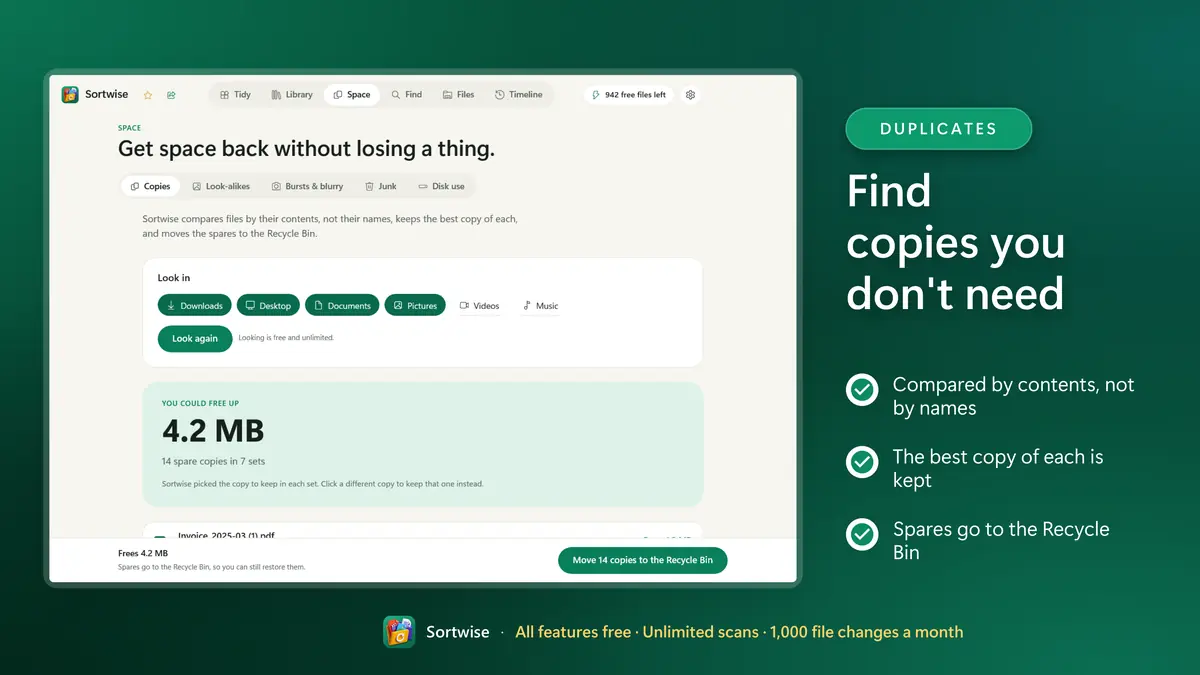 Sortwise
Tidy
Library
Space
Find
Files
Timeline
942 free files left
SPACE
Get space back without losing a thing.
Copies
Look-alikes
Bursts & blurry
Junk
Disk use
Sortwise compares files by their contents, not their names, keeps the best copy of each,
and moves the spares to the Recycle Bin.
Look in
Downloads
Desktop
Documents
Pictures
Videos
Music
Look again
Looking is free and unlimited.
YOU COULD FREE UP
4.2 MB
14 spare copies in 7 sets
Sortwise picked the copy to keep in each set. Click a different copy to keep that one instead.
Invoice_2025-03 (1).pdf
Frees 4.2 MB
Spares go to the Recycle Bin, so you can still restore them.
Move 14 copies to the Recycle Bin
DUPLICATES
Find
copies you
don't need
Compared by contents, not
by names
The best copy of each is
kept
Spares go to the Recycle
Bin
Sortwise · All features free · Unlimited scans · 1,000 file changes a month